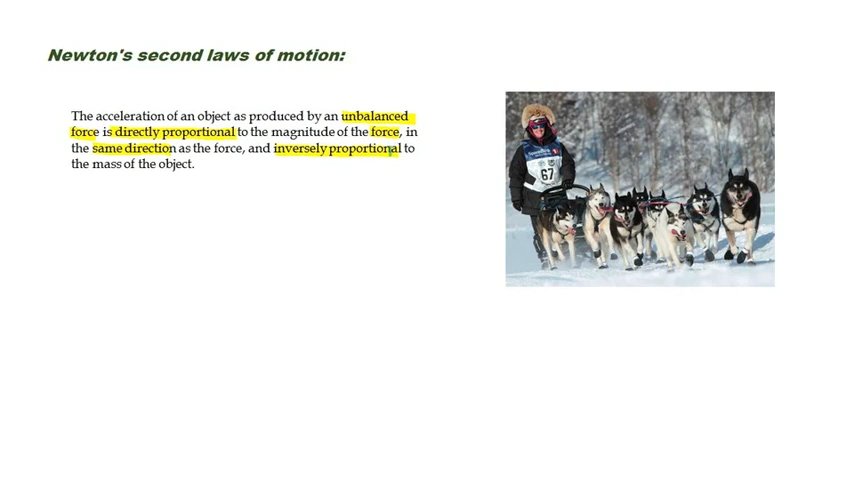 Newton's second laws of motion:
The acceleration of an object as produced by an unbalanced
force is directly proportional to the magnitude of the force, in
the same direction as the force, and inversely proportional to
the mass of the object.
67